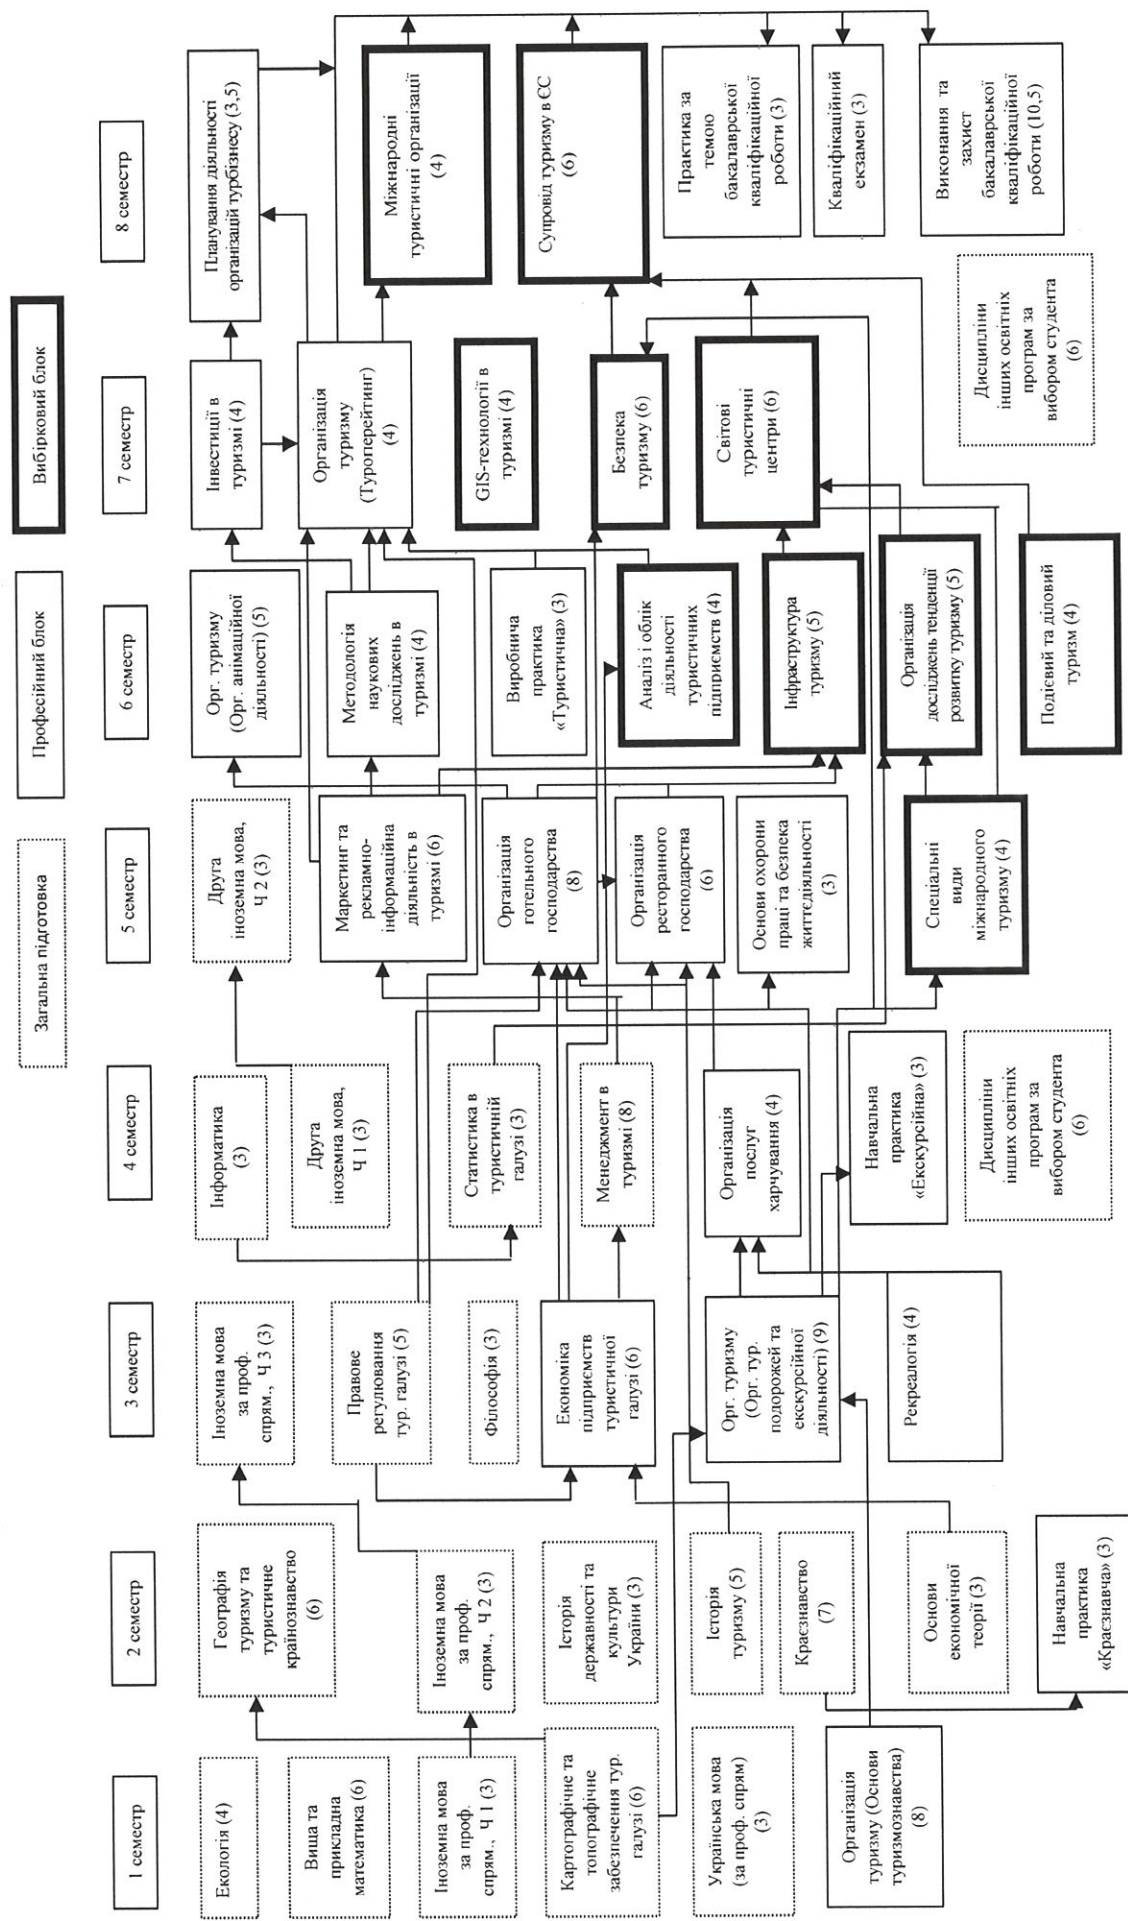 Загальна підготовка
Професійний блок
Вибірковий блок
1 семестр
2 семестр
3 семестр
4 семестр
5 семестр
6 семестр
7 семестр
8 семестр
Екологія (4)
Вища та
прикладна
математика (6)
Іноземна мова
за проф.
спрям., Ч 1 (3)
Картографічне та
топографічне
забезпечення тур.
галузі (6)
Українська мова
(за проф. спрям)
(3)
Організація
туризму (Основи
туризмознавства)
(8)
Географія
туризму та
туристичне
країнознавство
(6)
Іноземна мова
за проф.
спрям., Ч 2 (3)
Історія
державності та
культури
України (3)
Історія
туризму (5)
Краєзнавство
(7)
Основи
економічної
теорії (3)
Навчальна
практика
«Краєзнавча» (3)
Іноземна мова
за проф.
спрям., Ч 3 (3)
Правове
регулювання
тур. галузі (5)
Філософія (3)
Економіка
підприємств
туристичної
галузі (6)
Орг. туризму
(Орг. тур.
подорожей та
екскурсійної
діяльності) (9)
Рекреалогія (4)
Інформатика
(3)
Друга
іноземна мова,
Ч 1 (3)
Статистика в
туристичній
галузі (3)
Менеджмент в
туризмі (8)
Організація
послуг
харчування (4)
Навчальна
практика
«Екскурсійна» (3)
Дисципліни
інших освітніх
програм за
вибором студента
(6)
Друга
іноземна мова,
Ч 2 (3)
Маркетинг та
рекламно-
інформаційна
діяльність в
туризмі (6)
Організація
готельного
господарства
(8)
Організація
ресторанного
господарства
(6)
Основи охорони
праці та безпека
життєдіяльності
(3)
Спеціальні
види
міжнародного
туризму (4)
Орг. туризму
(Орг. анімаційної
діяльності) (5)
Методологія
наукових
досліджень в
туризмі (4)
Виробнича
практика
«Туристична» (3)
Аналіз і облік
діяльності
туристичних
підприємств (4)
Інфраструктура
туризму (5)
Організація
досліджень тенденції
розвитку туризму (5)
Подієвий та діловий
туризм (4)
Інвестиції в
туризмі (4)
Організація
туризму
(Туроперейтинг)
(4)
GIS-технології в
туризмі (4)
Безпека
туризму (6)
Світові
туристичні
центри (6)
Дисципліни
інших освітніх
програм за
вибором студента
(6)
Планування діяльності
організацій турбізнесу (3,5)
Міжнародні
туристичні організації
(4)
Супровід туризму в ЄС
(6)
Практика за
темою
бакалаврської
кваліфікаційної
роботи (3)
Кваліфікаційний
екзамен (3)
Виконання та
захист
бакалаврської
кваліфікаційної
роботи (10,5)